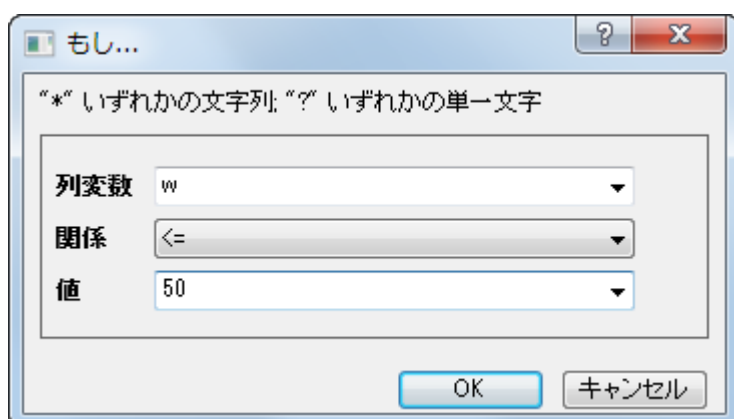 もし...
"*" いずれかの文字列; "?" いずれかの単一文字
列変数 w
関係 <=
値 50
OK キャンセル